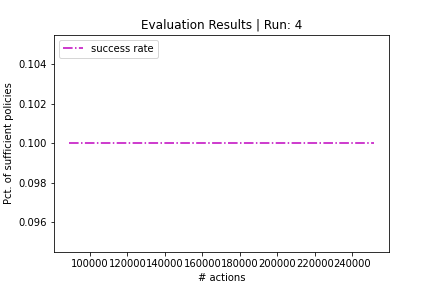 Evaluation Results | Run: 4
success rate
Pct. of sufficient policies
0.104
0.102
0.100
0.098
0.096
100000 120000 140000 160000 180000 200000 220000 240000
# actions